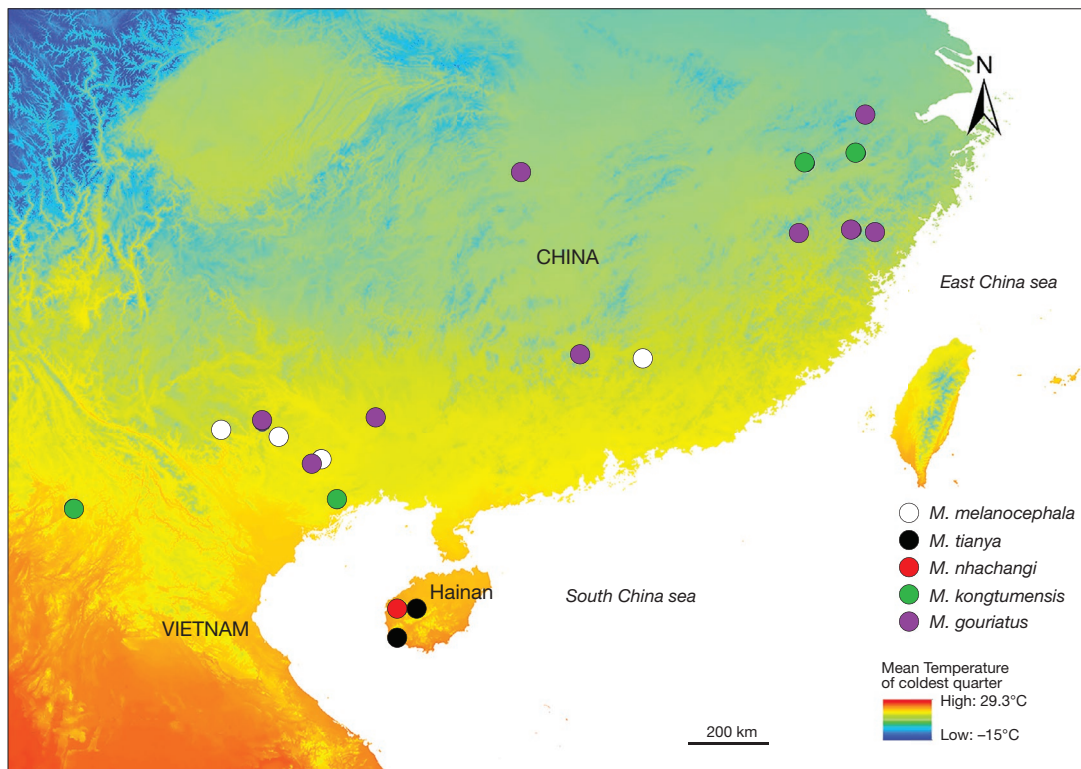 N
CHINA
East China sea
M. melanocephala
M. tianya
M. nhachangi
M. kongtumensis
M. gouriatus
Hainan
South China sea
VIETNAM
Mean Temperature
of coldest quarter
High: 29.3°C
Low: –15°C
200 km